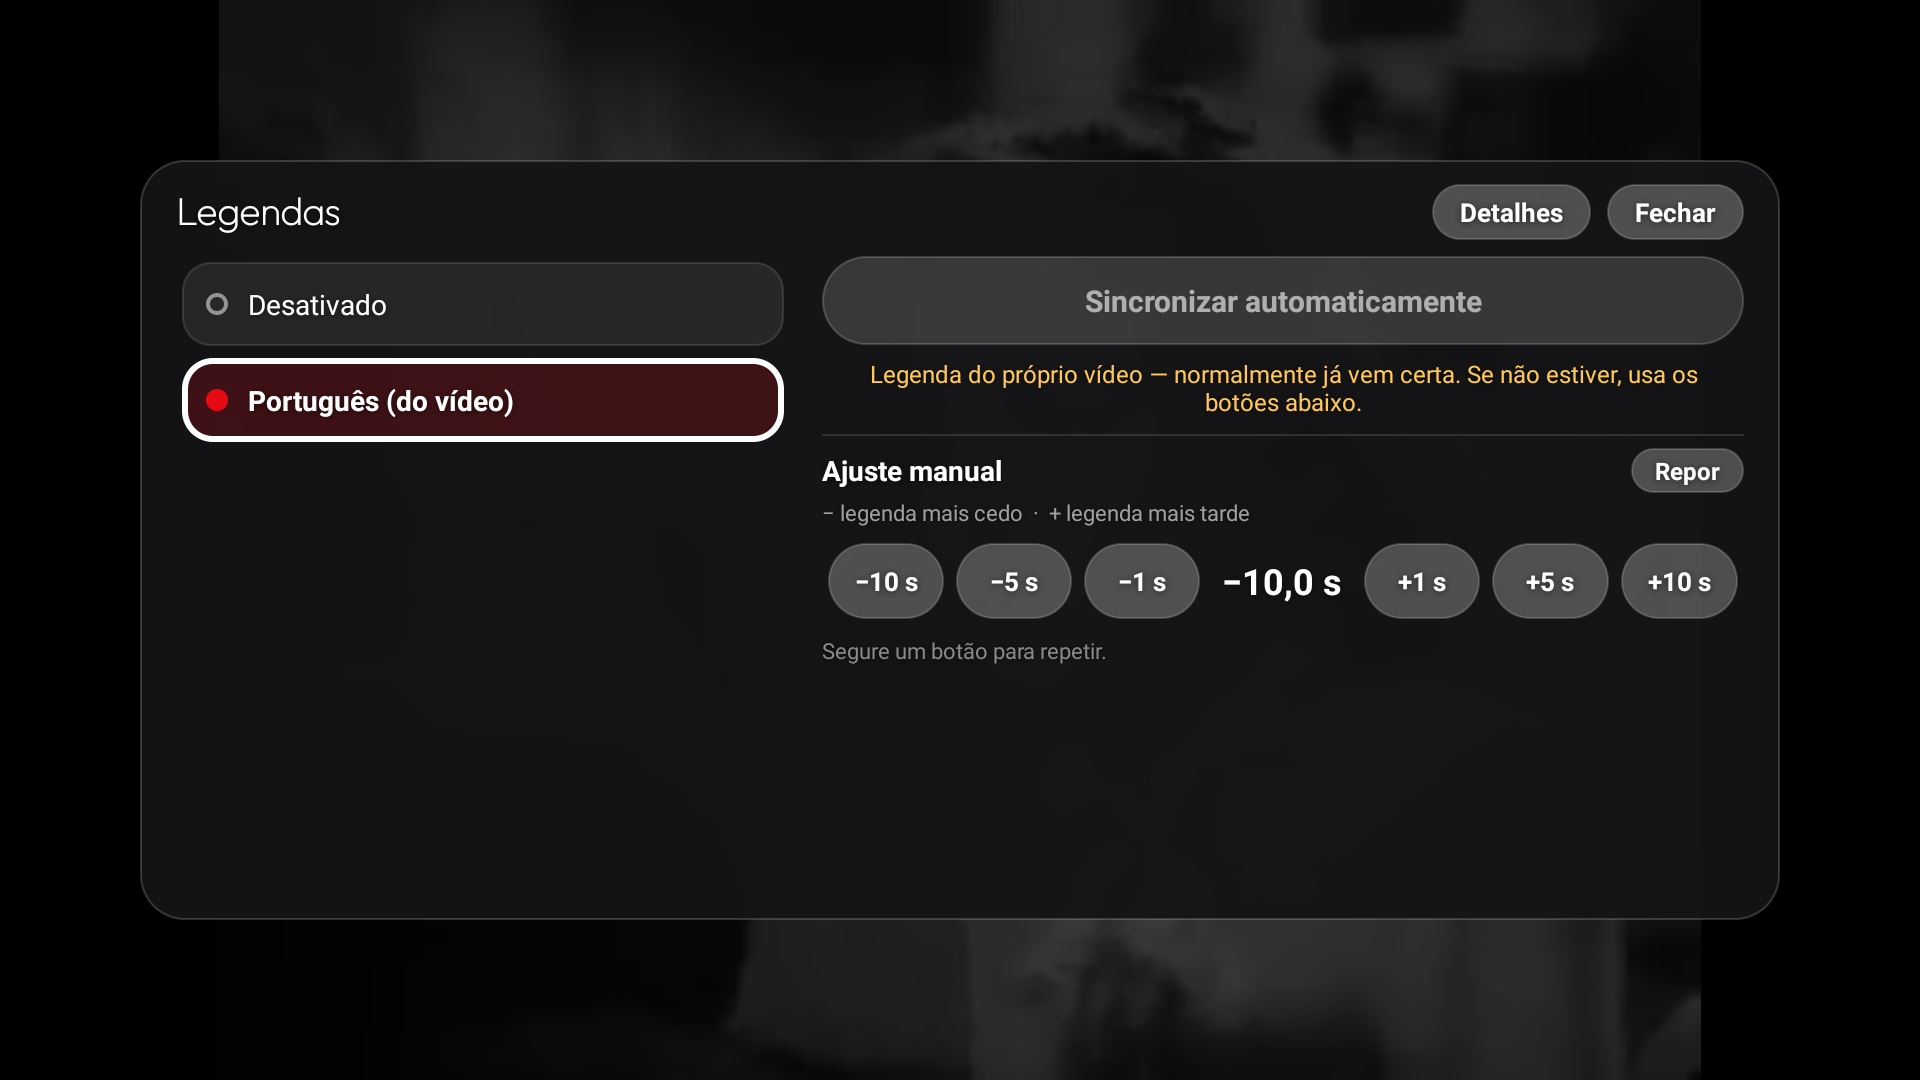 Legendas
Detalhes
Fechar
Desativado
Português (do vídeo)
Sincronizar automaticamente
Legenda do próprio vídeo — normalmente já vem certa. Se não estiver, usa os
botões abaixo.
Ajuste manual
Repor
− legenda mais cedo · + legenda mais tarde
−10 s
−5 s
−1 s
−10,0 s
+1 s
+5 s
+10 s
Segure um botão para repetir.